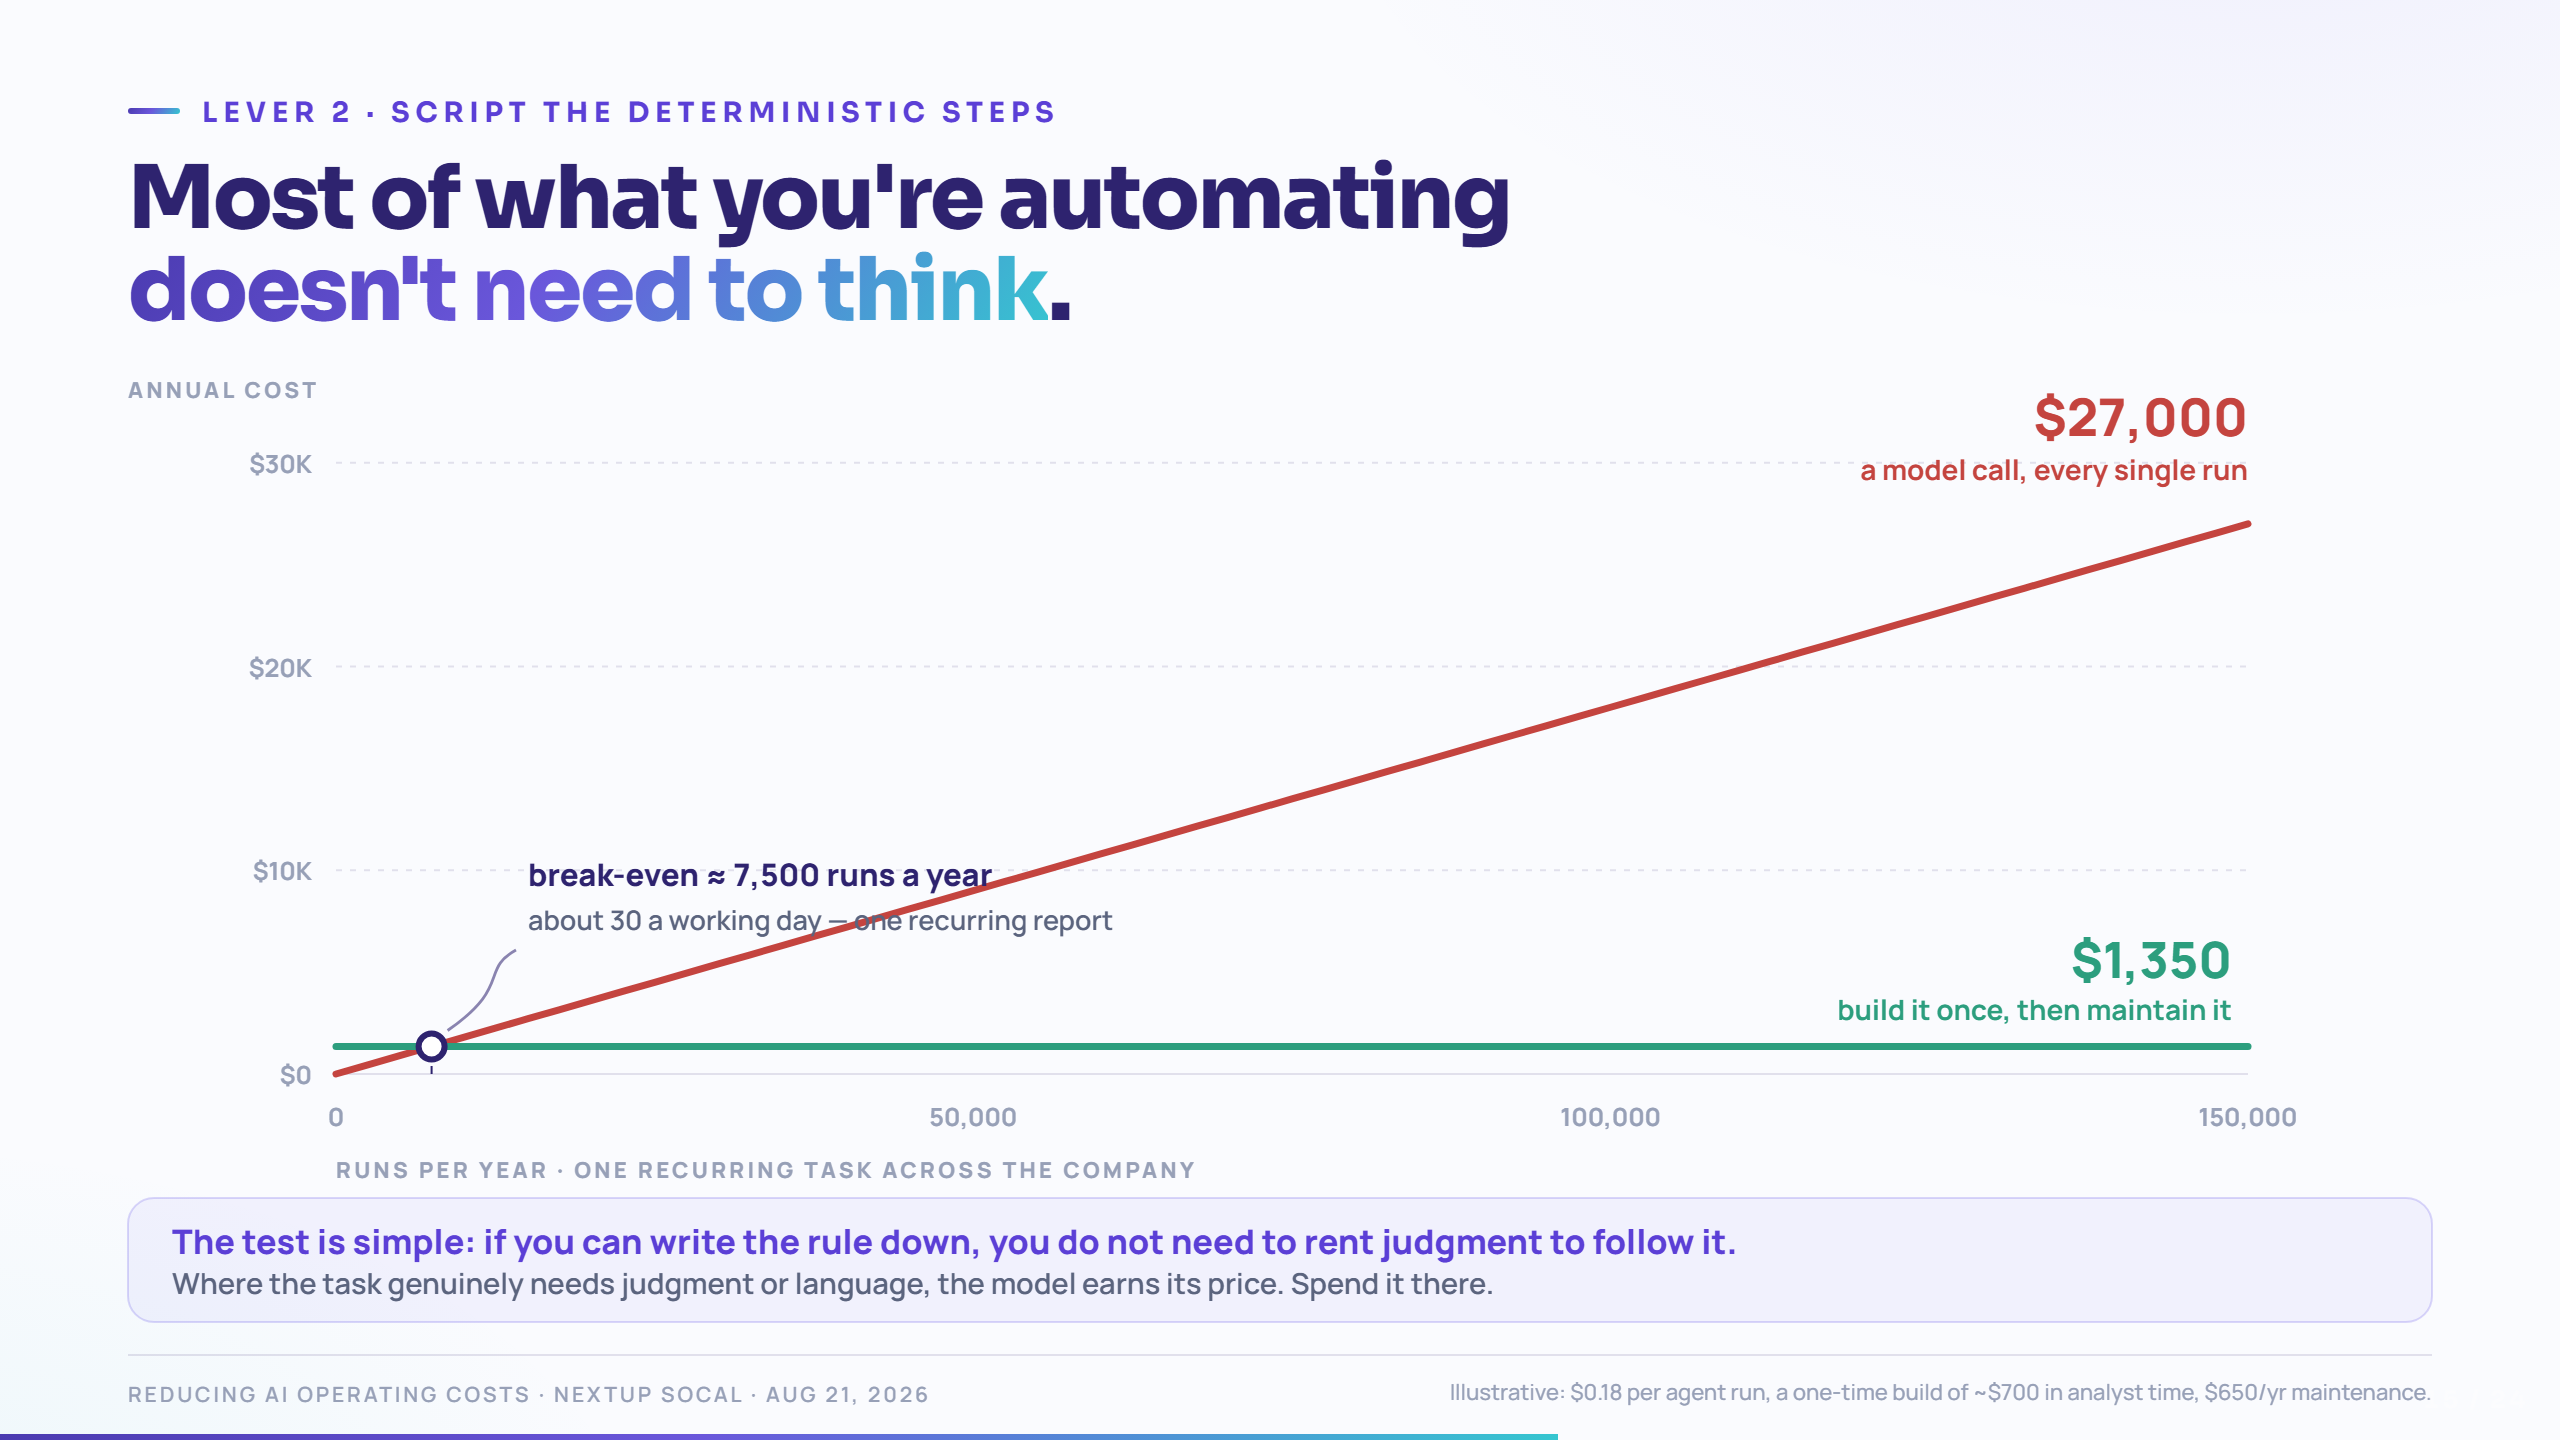 LEVER 2 · SCRIPT THE DETERMINISTIC STEPS
Most of what you're automating
doesn't need to think.
ANNUAL COST
$27,000
a model call, every single run
$30K
$20K
$10K
break-even ≈ 7,500 runs a year
about 30 a working day — one recurring report
$1,350
build it once, then maintain it
$0
0 50,000 100,000 150,000
RUNS PER YEAR · ONE RECURRING TASK ACROSS THE COMPANY
The test is simple: if you can write the rule down, you do not need to rent judgment to follow it.
Where the task genuinely needs judgment or language, the model earns its price. Spend it there.
REDUCING AI OPERATING COSTS · NEXTUP SOCAL · AUG 21, 2026
Illustrative: $0.18 per agent run, a one-time build of ~$700 in analyst time, $650/yr maintenance.